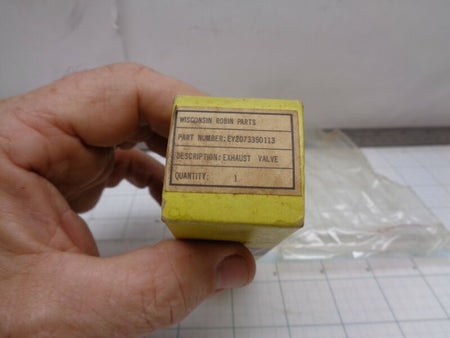 WISCONSIN ROBIN PARTS
PART NUMBER: EY2073350113
DESCRIPTION: EXHAUST VALVE
QUANTITY: 1